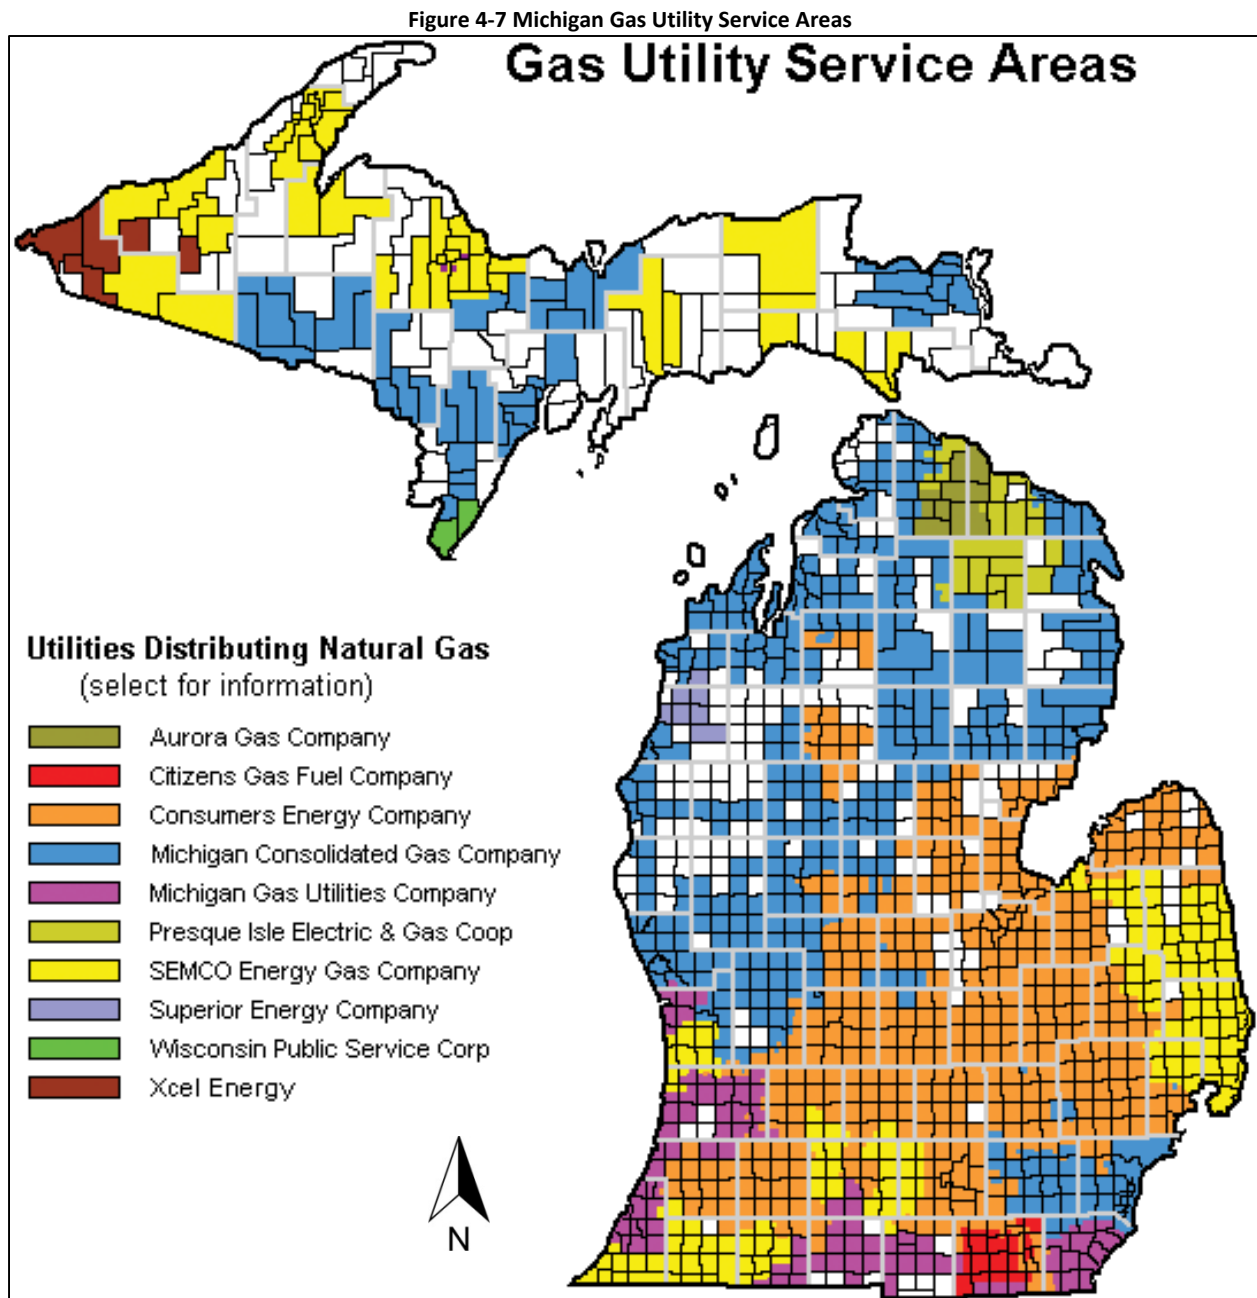 Figure 4-7 Michigan Gas Utility Service Areas
Gas Utility Service Areas
Utilities Distributing Natural Gas
(select for information)
Aurora Gas Company
Citizens Gas Fuel Company
Consumers Energy Company
Michigan Consolidated Gas Company
Michigan Gas Utilities Company
Presque Isle Electric & Gas Coop
SEMCO Energy Gas Company
Superior Energy Company
Wisconsin Public Service Corp
Xcel Energy
N